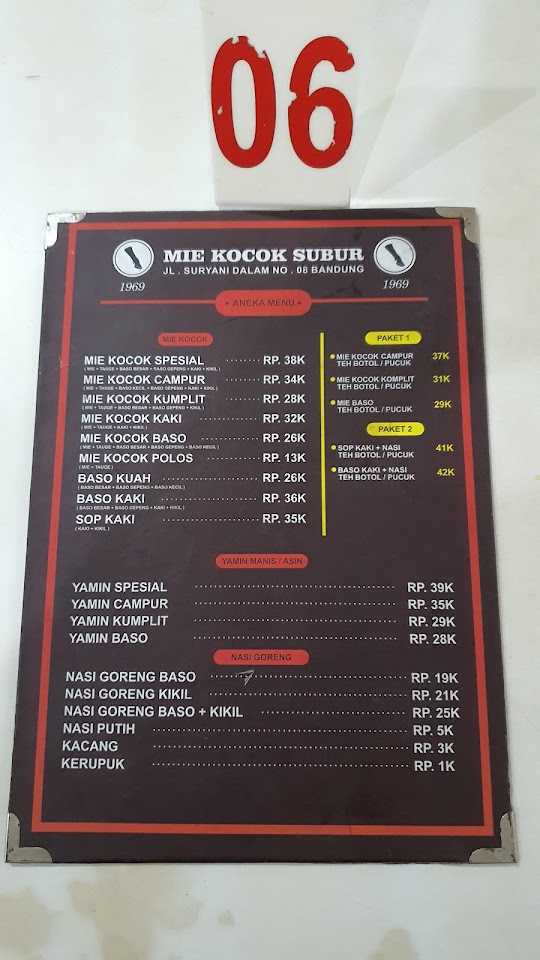 06
MIE KOCOK SUBUR
JL . SURYANI DALAM NO . 08 BANDUNG
1969
1969
• ANEKA MENU •
MIE KOCOK
MIE KOCOK SPESIAL ········ RP. 38K
( MIE + TAUGE + BASO BESAR + BASO GEPENG + KAKI + KIKIL )
MIE KOCOK CAMPUR ········ RP. 34K
( MIE + TAUGE + BASO KECIL + BASO GEPENG + KAKI + KIKIL )
MIE KOCOK KUMPLIT ········ RP. 28K
( MIE + TAUGE + BASO BESAR + BASO GEPENG + KIKIL )
MIE KOCOK KAKI ········ RP. 32K
( MIE + TAUGE + KAKI + KIKIL )
MIE KOCOK BASO ········ RP. 26K
( MIE + TAUGE + BASO BESAR + BASO GEPENG + BASO KECIL )
MIE KOCOK POLOS ········ RP. 13K
( MIE + TAUGE )
BASO KUAH ········ RP. 26K
( BASO BESAR + BASO GEPENG + BASO KECIL )
BASO KAKI ········ RP. 36K
( BASO BESAR + BASO GEPENG + KAKI + KIKIL )
SOP KAKI ········ RP. 35K
( KAKI + KIKIL )
PAKET 1
MIE KOCOK CAMPUR 37K
TEH BOTOL / PUCUK
MIE KOCOK KOMPLIT 31K
TEH BOTOL / PUCUK
MIE BASO 29K
TEH BOTOL / PUCUK
PAKET 2
SOP KAKI + NASI 41K
TEH BOTOL / PUCUK
BASO KAKI + NASI 42K
TEH BOTOL / PUCUK
YAMIN MANIS / ASIN
YAMIN SPESIAL ········ RP. 39K
YAMIN CAMPUR ········ RP. 35K
YAMIN KUMPLIT ········ RP. 29K
YAMIN BASO ········ RP. 28K
NASI GORENG
NASI GORENG BASO ········ RP. 19K
NASI GORENG KIKIL ········ RP. 21K
NASI GORENG BASO + KIKIL ········ RP. 25K
NASI PUTIH ········ RP. 5K
KACANG ········ RP. 3K
KERUPUK ········ RP. 1K